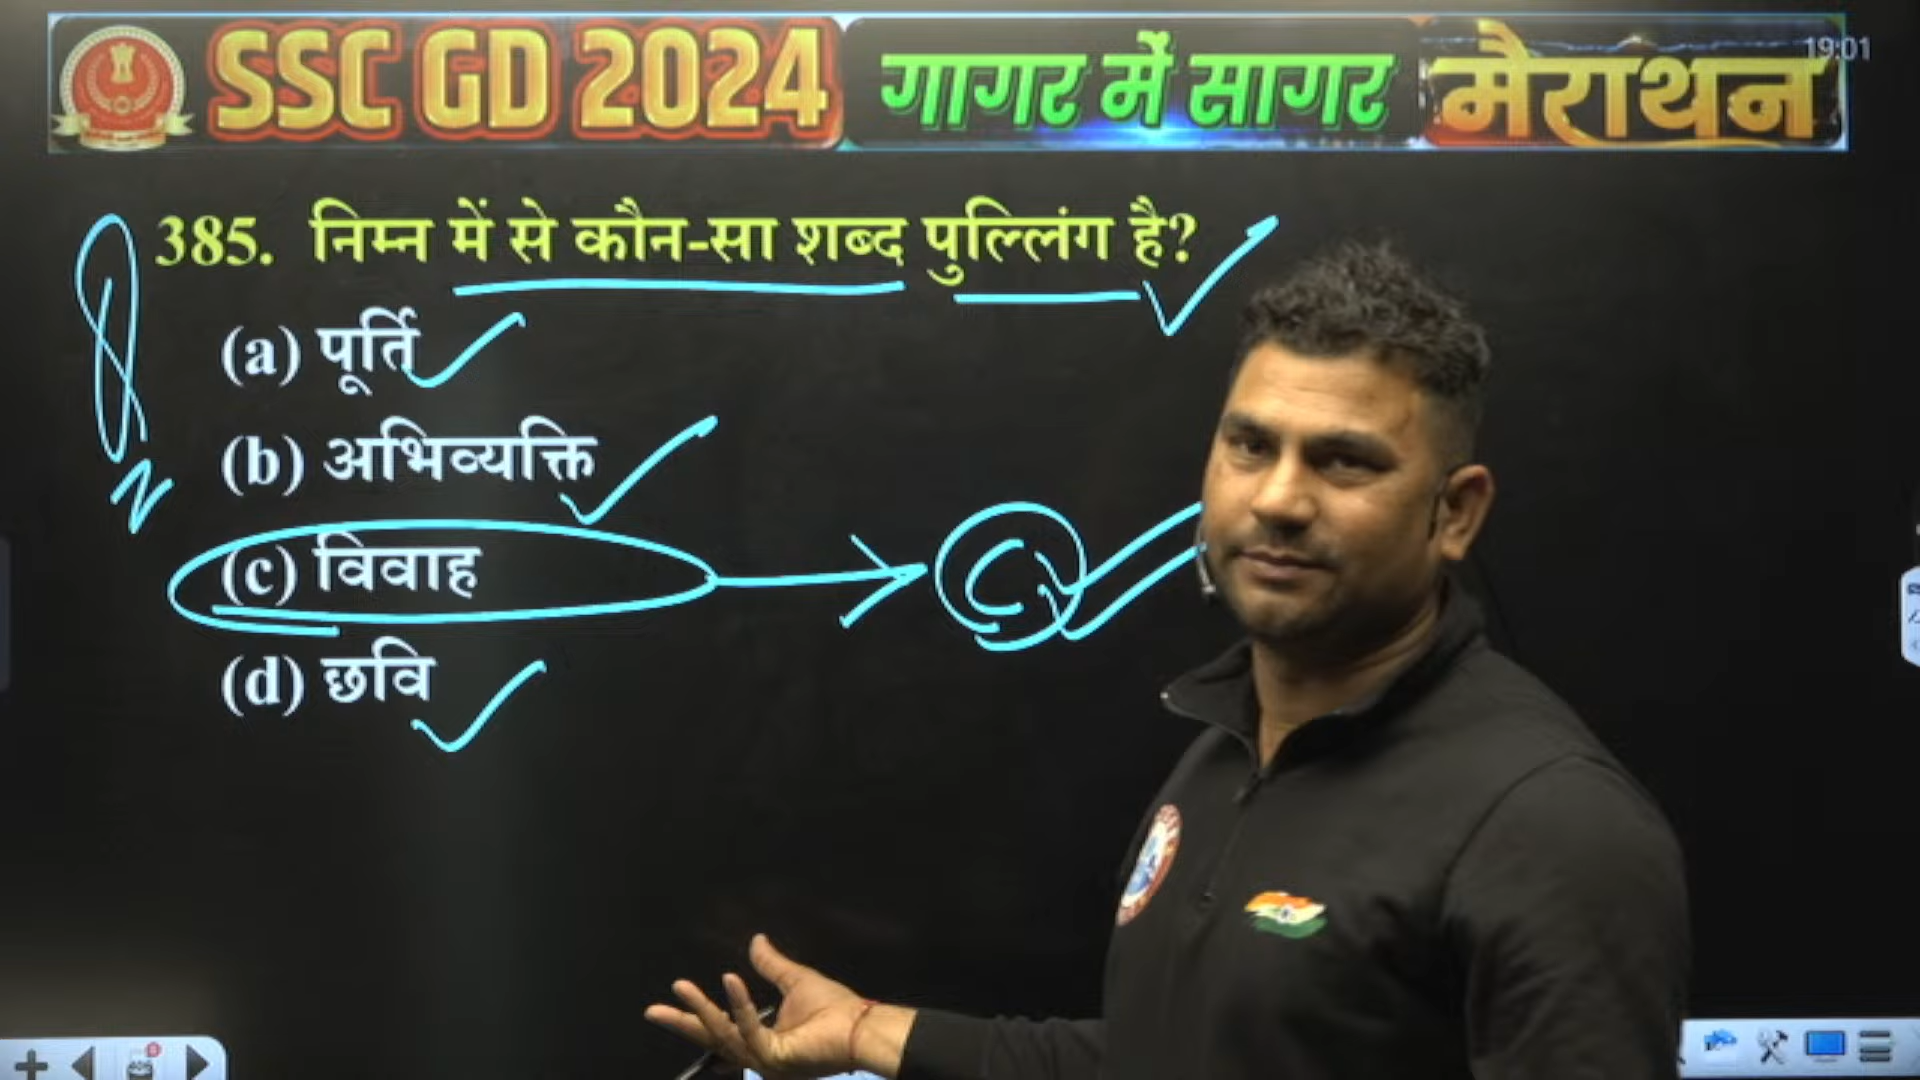 SSC GD 2024 गागर में सागर मैराथन
19:01
385. निम्न में से कौन-सा शब्द पुल्लिंग है?
(a) पूर्ति
(b) अभिव्यक्ति
(c) विवाह
C
(d) छवि